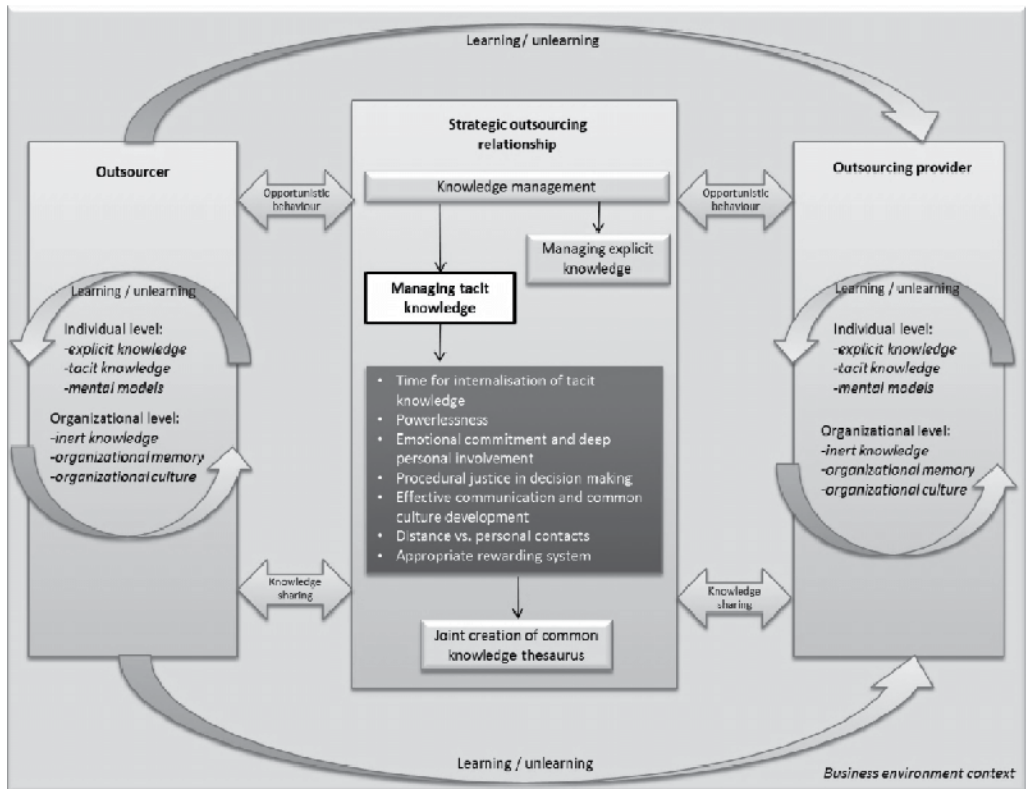 Learning / unlearning
Outsourcer
Opportunistic
behaviour
Learning / unlearning
Individual level:
-explicit knowledge
-tacit knowledge
-mental models
Organizational level:
-inert knowledge
-organizational memory
-organizational culture
Knowledge
sharing
Strategic outsourcing
relationship
Knowledge management
Managing explicit
knowledge
Managing tacit
knowledge
• Time for internalisation of tacit
knowledge
• Powerlessness
• Emotional commitment and deep
personal involvement
• Procedural justice in decision making
• Effective communication and common
culture development
• Distance vs. personal contacts
• Appropriate rewarding system
Joint creation of common
knowledge thesaurus
Opportunistic
behaviour
Knowledge
sharing
Outsourcing provider
Learning / unlearning
Individual level:
-explicit knowledge
-tacit knowledge
-mental models
Organizational level:
-inert knowledge
-organizational memory
-organizational culture
Learning / unlearning
Business environment context